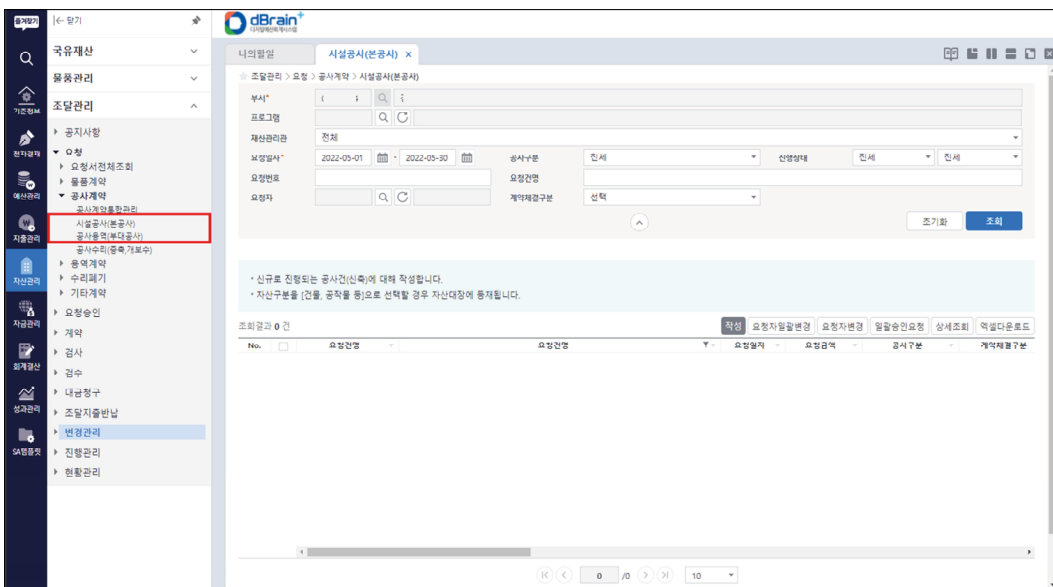 즐겨찾기
닫기
dBrain+
디지털예산회계시스템
국유재산
물품관리
조달관리
공지사항
요청
요청서전체조회
물품계약
공사계약
공사계약통합관리
시설공사(본공사)
공사용역(부대공사)
공사수리(증축,개보수)
용역계약
수리폐기
기타계약
요청승인
계약
검사
검수
대금청구
조달지출반납
변경관리
진행관리
현황관리
기준정보
전자결재
예산관리
지출관리
자산관리
자금관리
회계결산
성과관리
SA템플릿
나의할일
시설공사(본공사) ×
조달관리 > 요청 > 공사계약 > 시설공사(본공사)
부서*
프로그램
재산관리관 전체
요청일자* 2022-05-01 - 2022-05-30 공사구분 전체 진행상태 전체 전체
요청번호 요청건명
요청자 계약체결구분 선택
초기화 조회
* 신규로 진행되는 공사건(신축)에 대해 작성합니다.
* 자산구분을 [건물, 공작물 등]으로 선택할 경우 자산대장에 등재됩니다.
조회결과 0 건
작성 요청자일괄변경 요청자변경 일괄승인요청 상세조회 엑셀다운로드
No. 요청건명 요청건명 요청일자 요청금액 공사구분 계약체결구분
0 /0 10